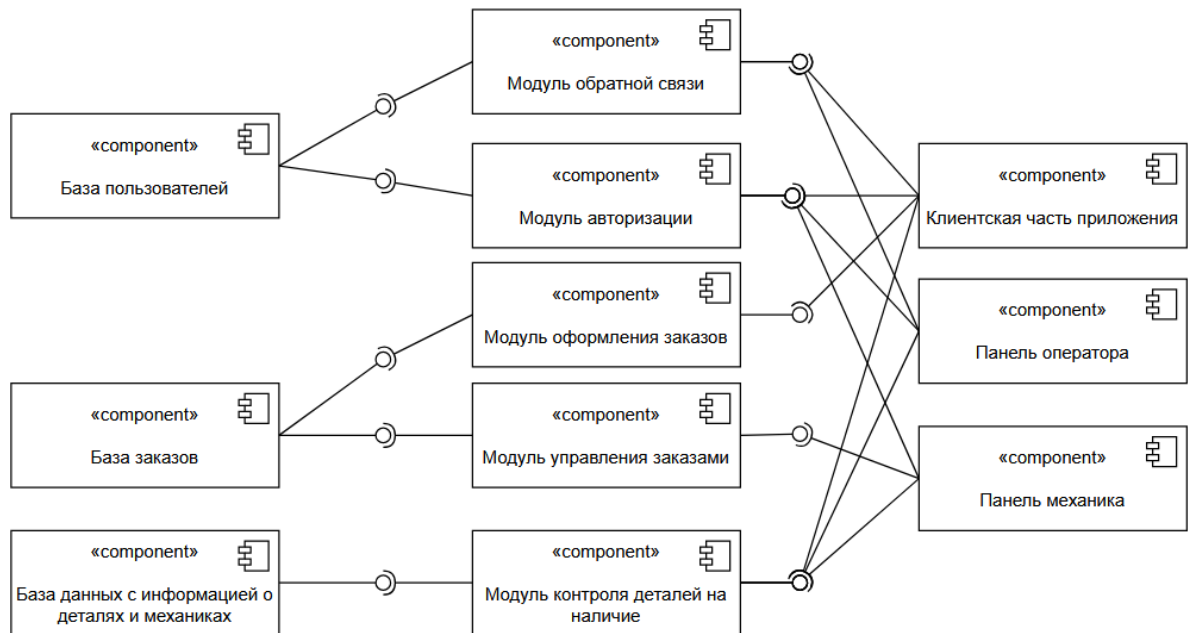 «component»
База пользователей
«component»
База заказов
«component»
База данных с информацией о
деталях и механиках
«component»
Модуль обратной связи
«component»
Модуль авторизации
«component»
Модуль оформления заказов
«component»
Модуль управления заказами
«component»
Модуль контроля деталей на
наличие
«component»
Клиентская часть приложения
«component»
Панель оператора
«component»
Панель механика